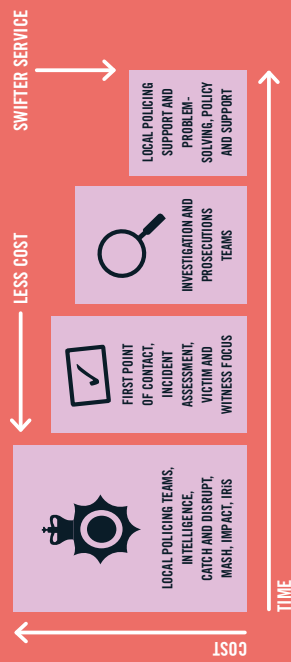 COST
LOCAL POLICING TEAMS,
INTELLIGENCE,
CATCH AND DISRUPT,
MASH, IMPACT, IRiS
LESS COST
FIRST POINT
OF CONTACT,
INCIDENT
ASSESSMENT,
VICTIM AND
WITNESS FOCUS
INVESTIGATION AND
PROSECUTIONS
TEAMS
SWIFTER SERVICE
LOCAL POLICING
SUPPORT AND
PROBLEM-
SOLVING, POLICY
AND SUPPORT
TIME